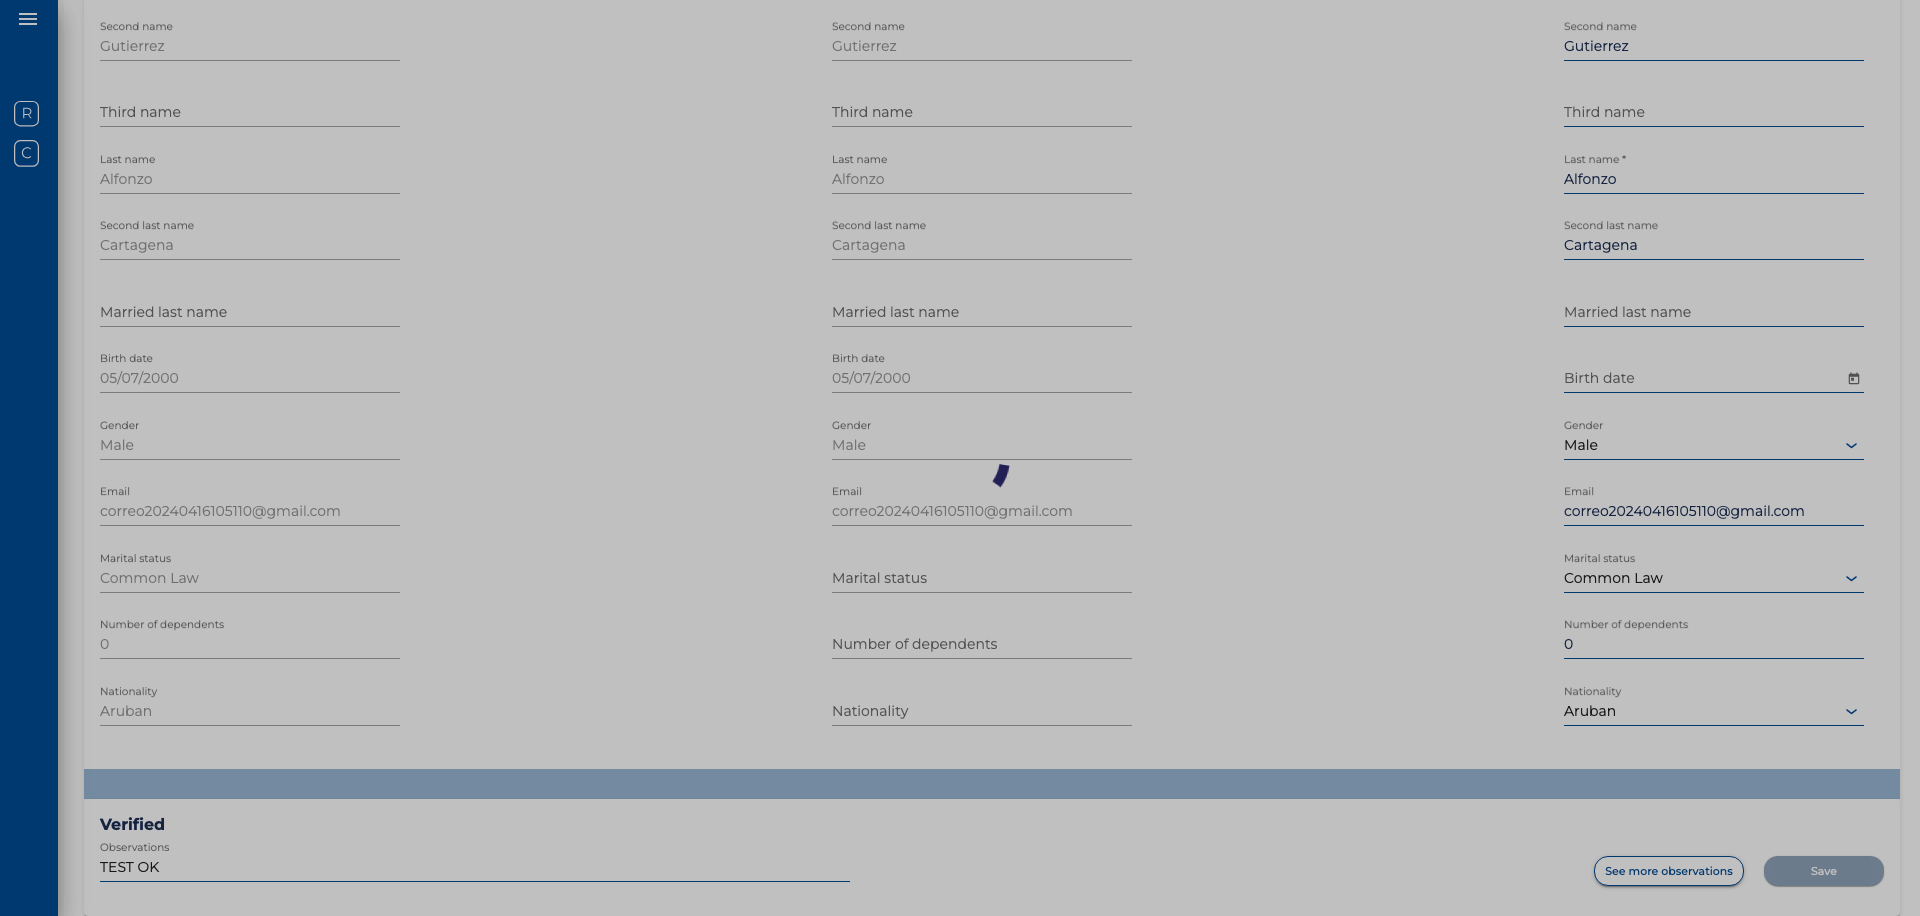 Second name Second name Second name
Gutierrez Gutierrez Gutierrez
R
Third name Third name Third name
C
Last name Last name Last name *
Alfonzo Alfonzo Alfonzo
Second last name Second last name Second last name
Cartagena Cartagena Cartagena
Married last name Married last name Married last name
Birth date Birth date
05/07/2000 05/07/2000 Birth date
Gender Gender Gender
Male Male Male
Email Email Email
correo20240416105110@gmail.com correo20240416105110@gmail.com correo20240416105110@gmail.com
Marital status Marital status
Common Law Marital status Common Law
Number of dependents Number of dependents
0 Number of dependents 0
Nationality Nationality
Aruban Nationality Aruban
Verified
Observations
TEST OK
See more observations Save